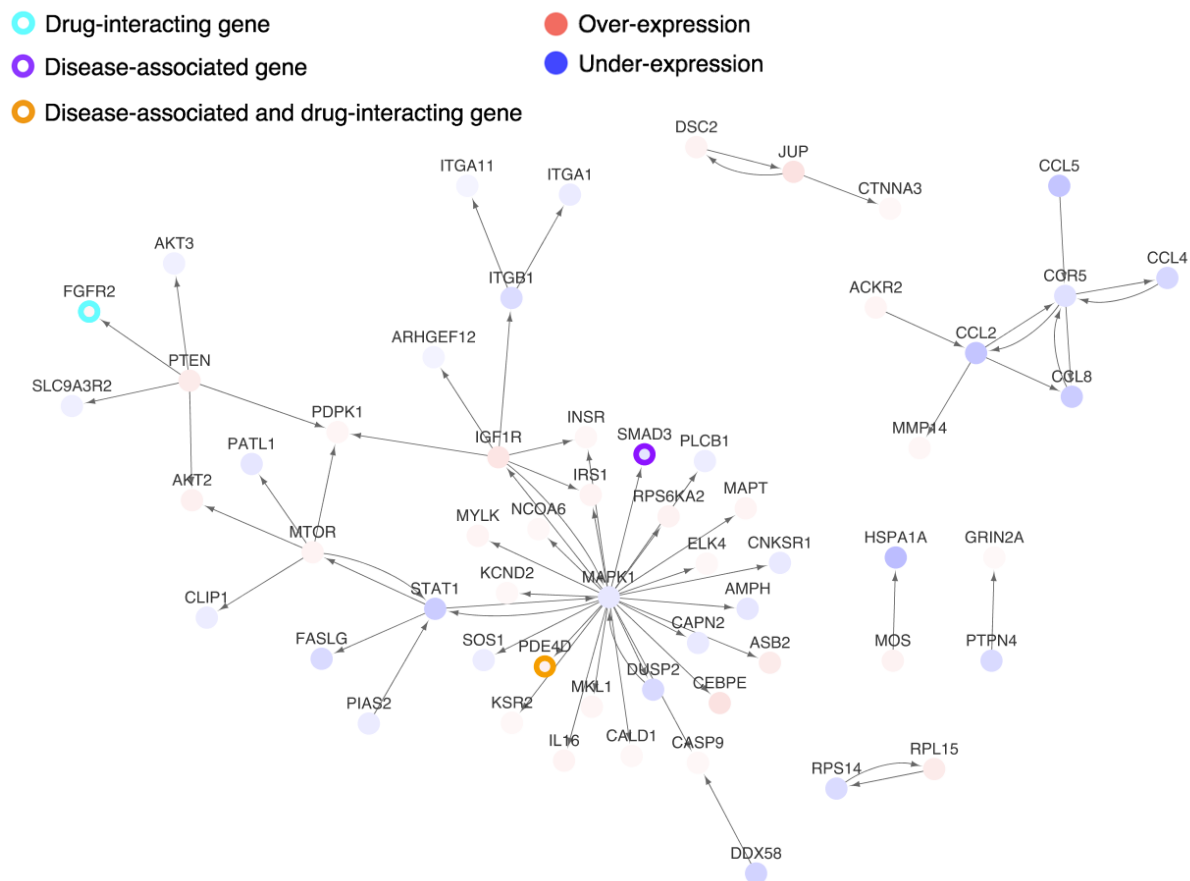 Drug-interacting gene
Over-expression
Disease-associated gene
Under-expression
Disease-associated and drug-interacting gene
DSC2
JUP
ITGA11
ITGA1
CCL5
CTNNA3
AKT3
CCL4
FGFR2
ITGB1
CCR5
ACKR2
ARHGEF12
CCL2
PTEN
SLC9A3R2
CCL8
PDPK1
INSR
MMP14
PATL1
IGF1R
SMAD3
PLCB1
AKT2
IRS1
RPS6KA2
MAPT
MYLK
NCOA6
MTOR
ELK4
CNKSR1
HSPA1A
GRIN2A
KCND2
MAPK1
STAT1
AMPH
CLIP1
CAPN2
FASLG
SOS1
PDE4D
ASB2
MOS
PTPN4
DUSP2
CEBPE
MKL1
PIAS2
KSR2
IL16
CALD1
CASP9
RPL15
RPS14
DDX58